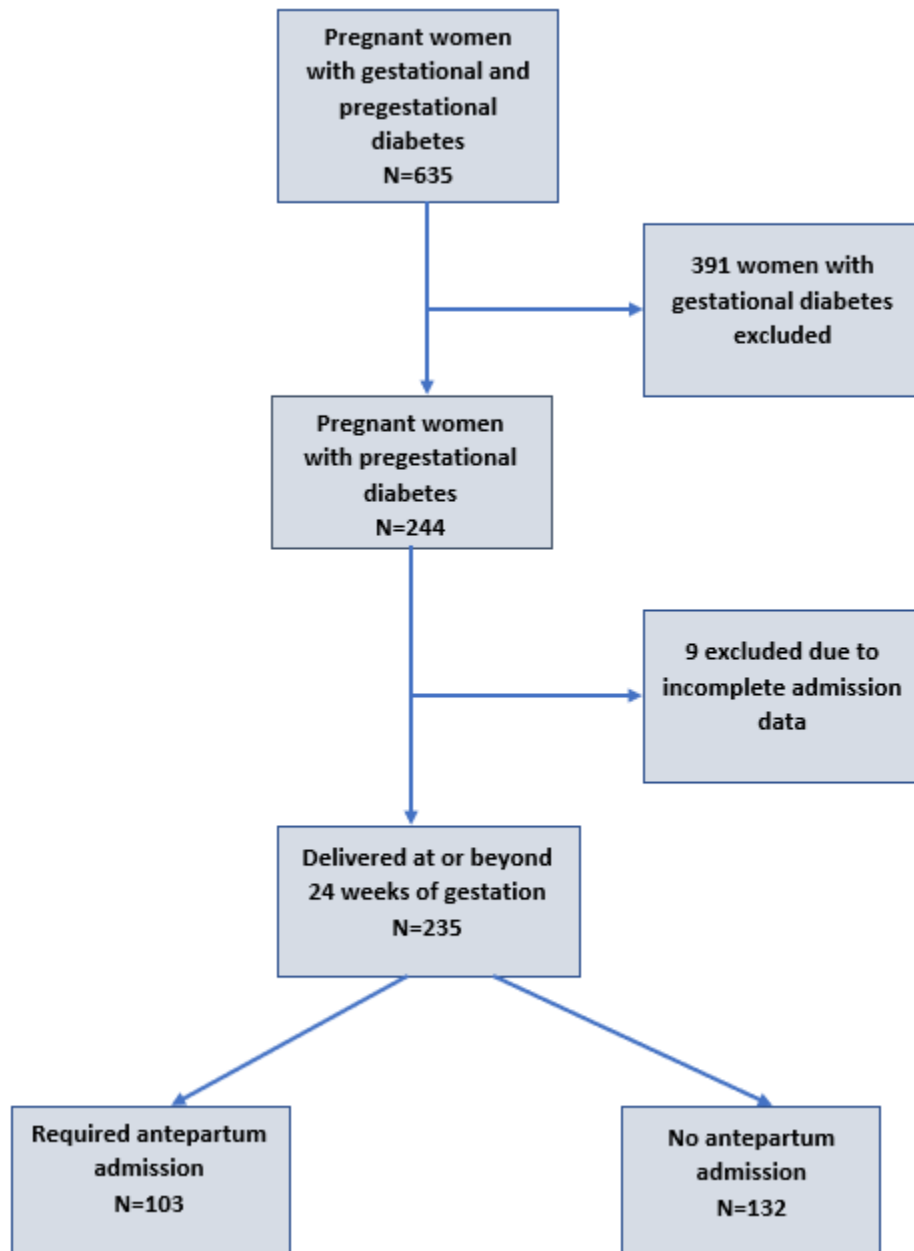 Pregnant women
with gestational and
pregestational
diabetes
N=635
391 women with
gestational diabetes
excluded
Pregnant women
with pregestational
diabetes
N=244
9 excluded due to
incomplete admission
data
Delivered at or beyond
24 weeks of gestation
N=235
Required antepartum
admission
N=103
No antepartum
admission
N=132